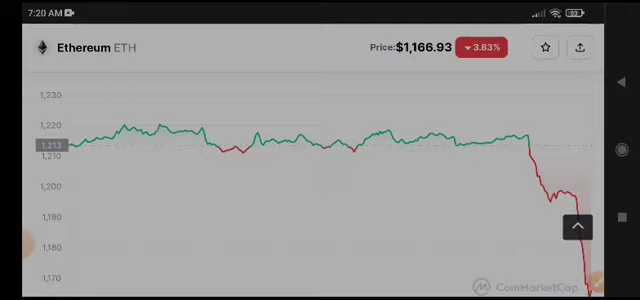 7:20 AM
Ethereum ETH
Price: $1,166.93 3.83%
1,230
1,220
1,213
1,210
1,200
1,190
1,180
1,170
CoinMarketCap